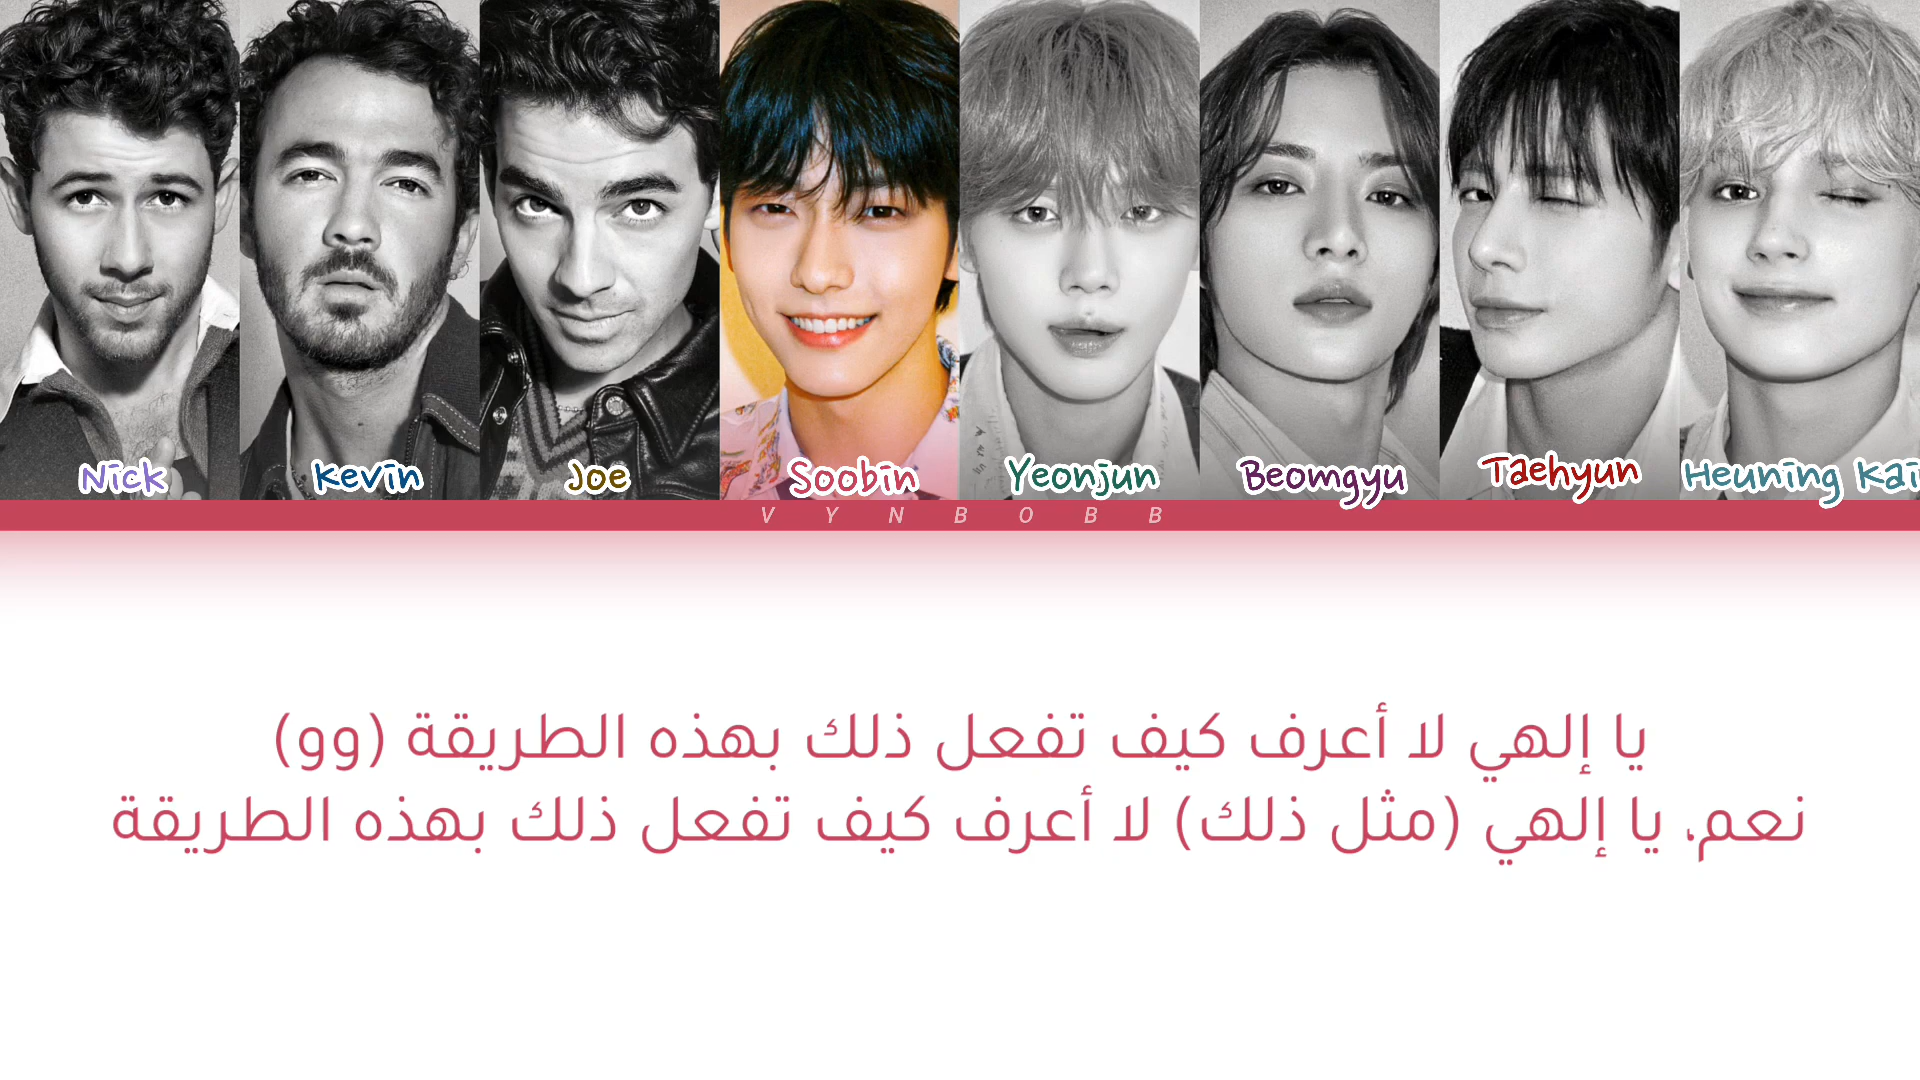 Nick
Kevin
Joe
Soobin
Yeonjun
Beomgyu
Taehyun
Heuning Kai
VYNBOBB
يا إلهي لا أعرف كيف تفعل ذلك بهذه الطريقة (وو)
نعم، يا إلهي (مثل ذلك) لا أعرف كيف تفعل ذلك بهذه الطريقة